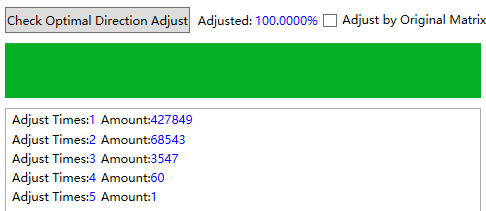 Check Optimal Direction Adjust Adjusted: 100.0000% Adjust by Original Matrix
Adjust Times:1 Amount:427849
Adjust Times:2 Amount:68543
Adjust Times:3 Amount:3547
Adjust Times:4 Amount:60
Adjust Times:5 Amount:1